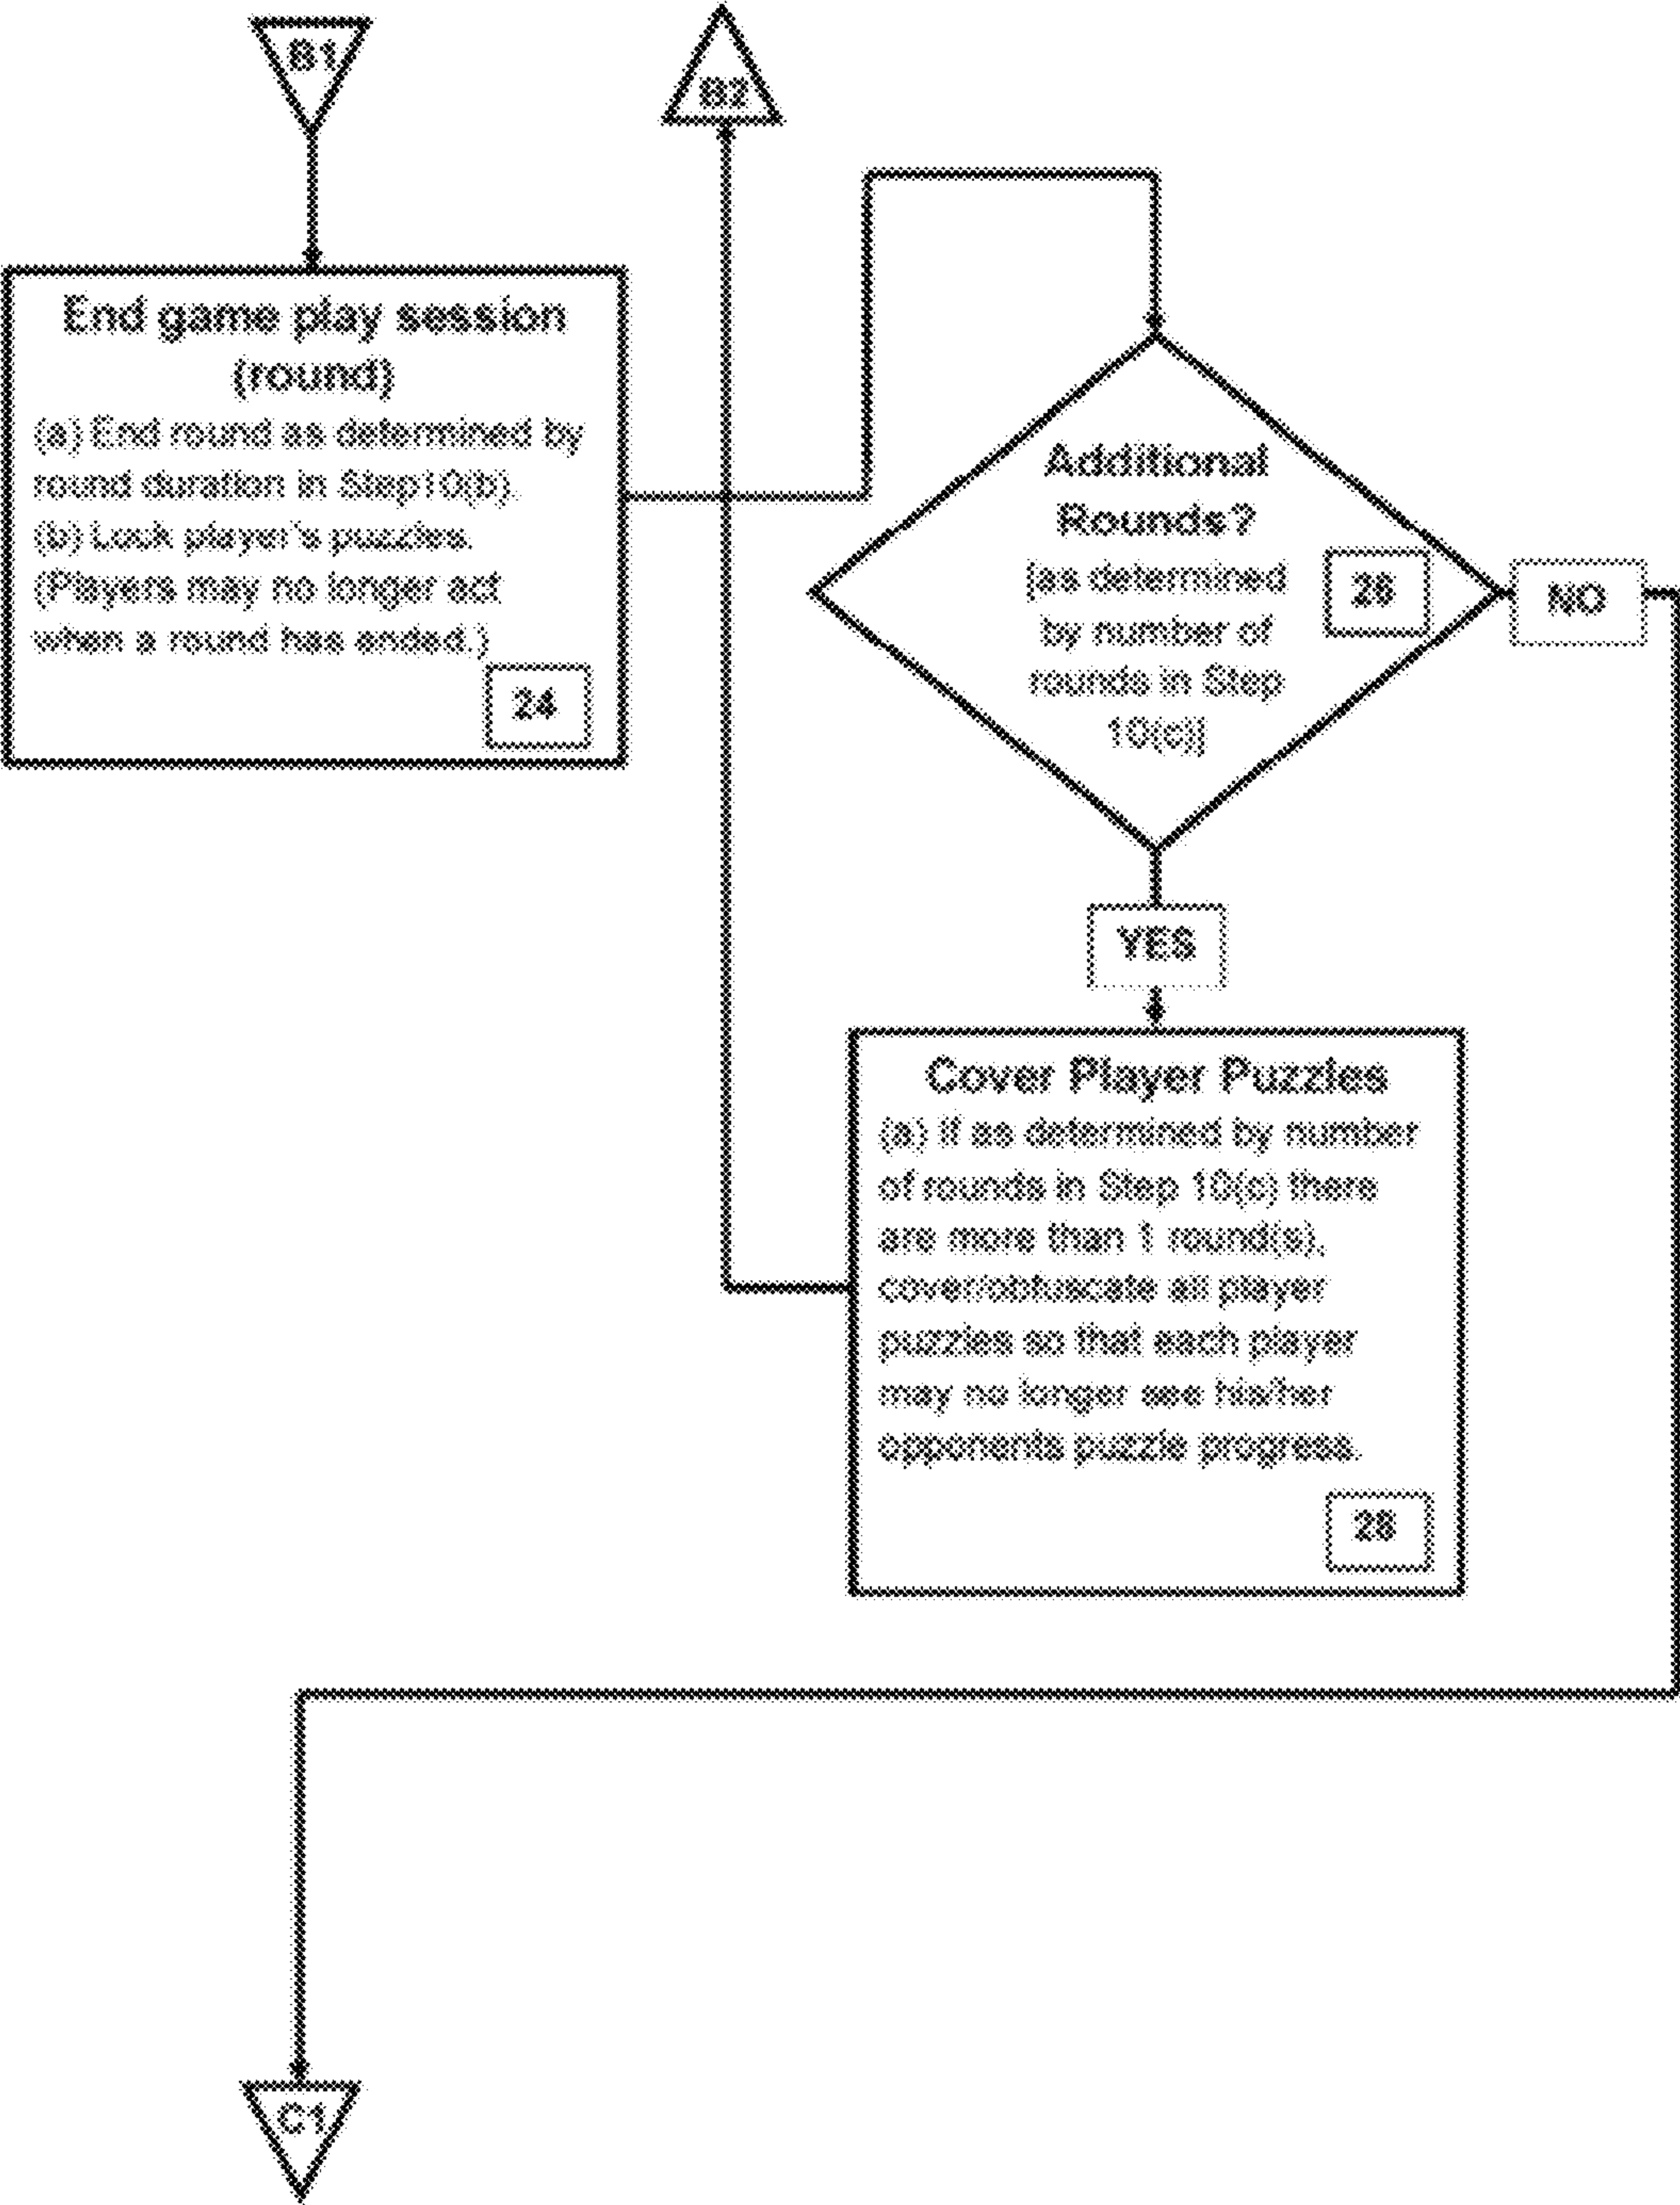 B1
B2
End game play session
(round)
(a) End round as determined by
round duration in Step10(b).
(b) Lock player's puzzles.
(Players may no longer act
when a round has ended.)
24
Additional
Rounds?
[as determined
by number of
rounds in Step
10(c)]
26
NO
YES
Cover Player Puzzles
(a) If as determined by number
of rounds in Step 10(c) there
are more than 1 round(s),
cover/obfuscate all player
puzzles so that each player
may no longer see his/her
opponents puzzle progress.
28
C1